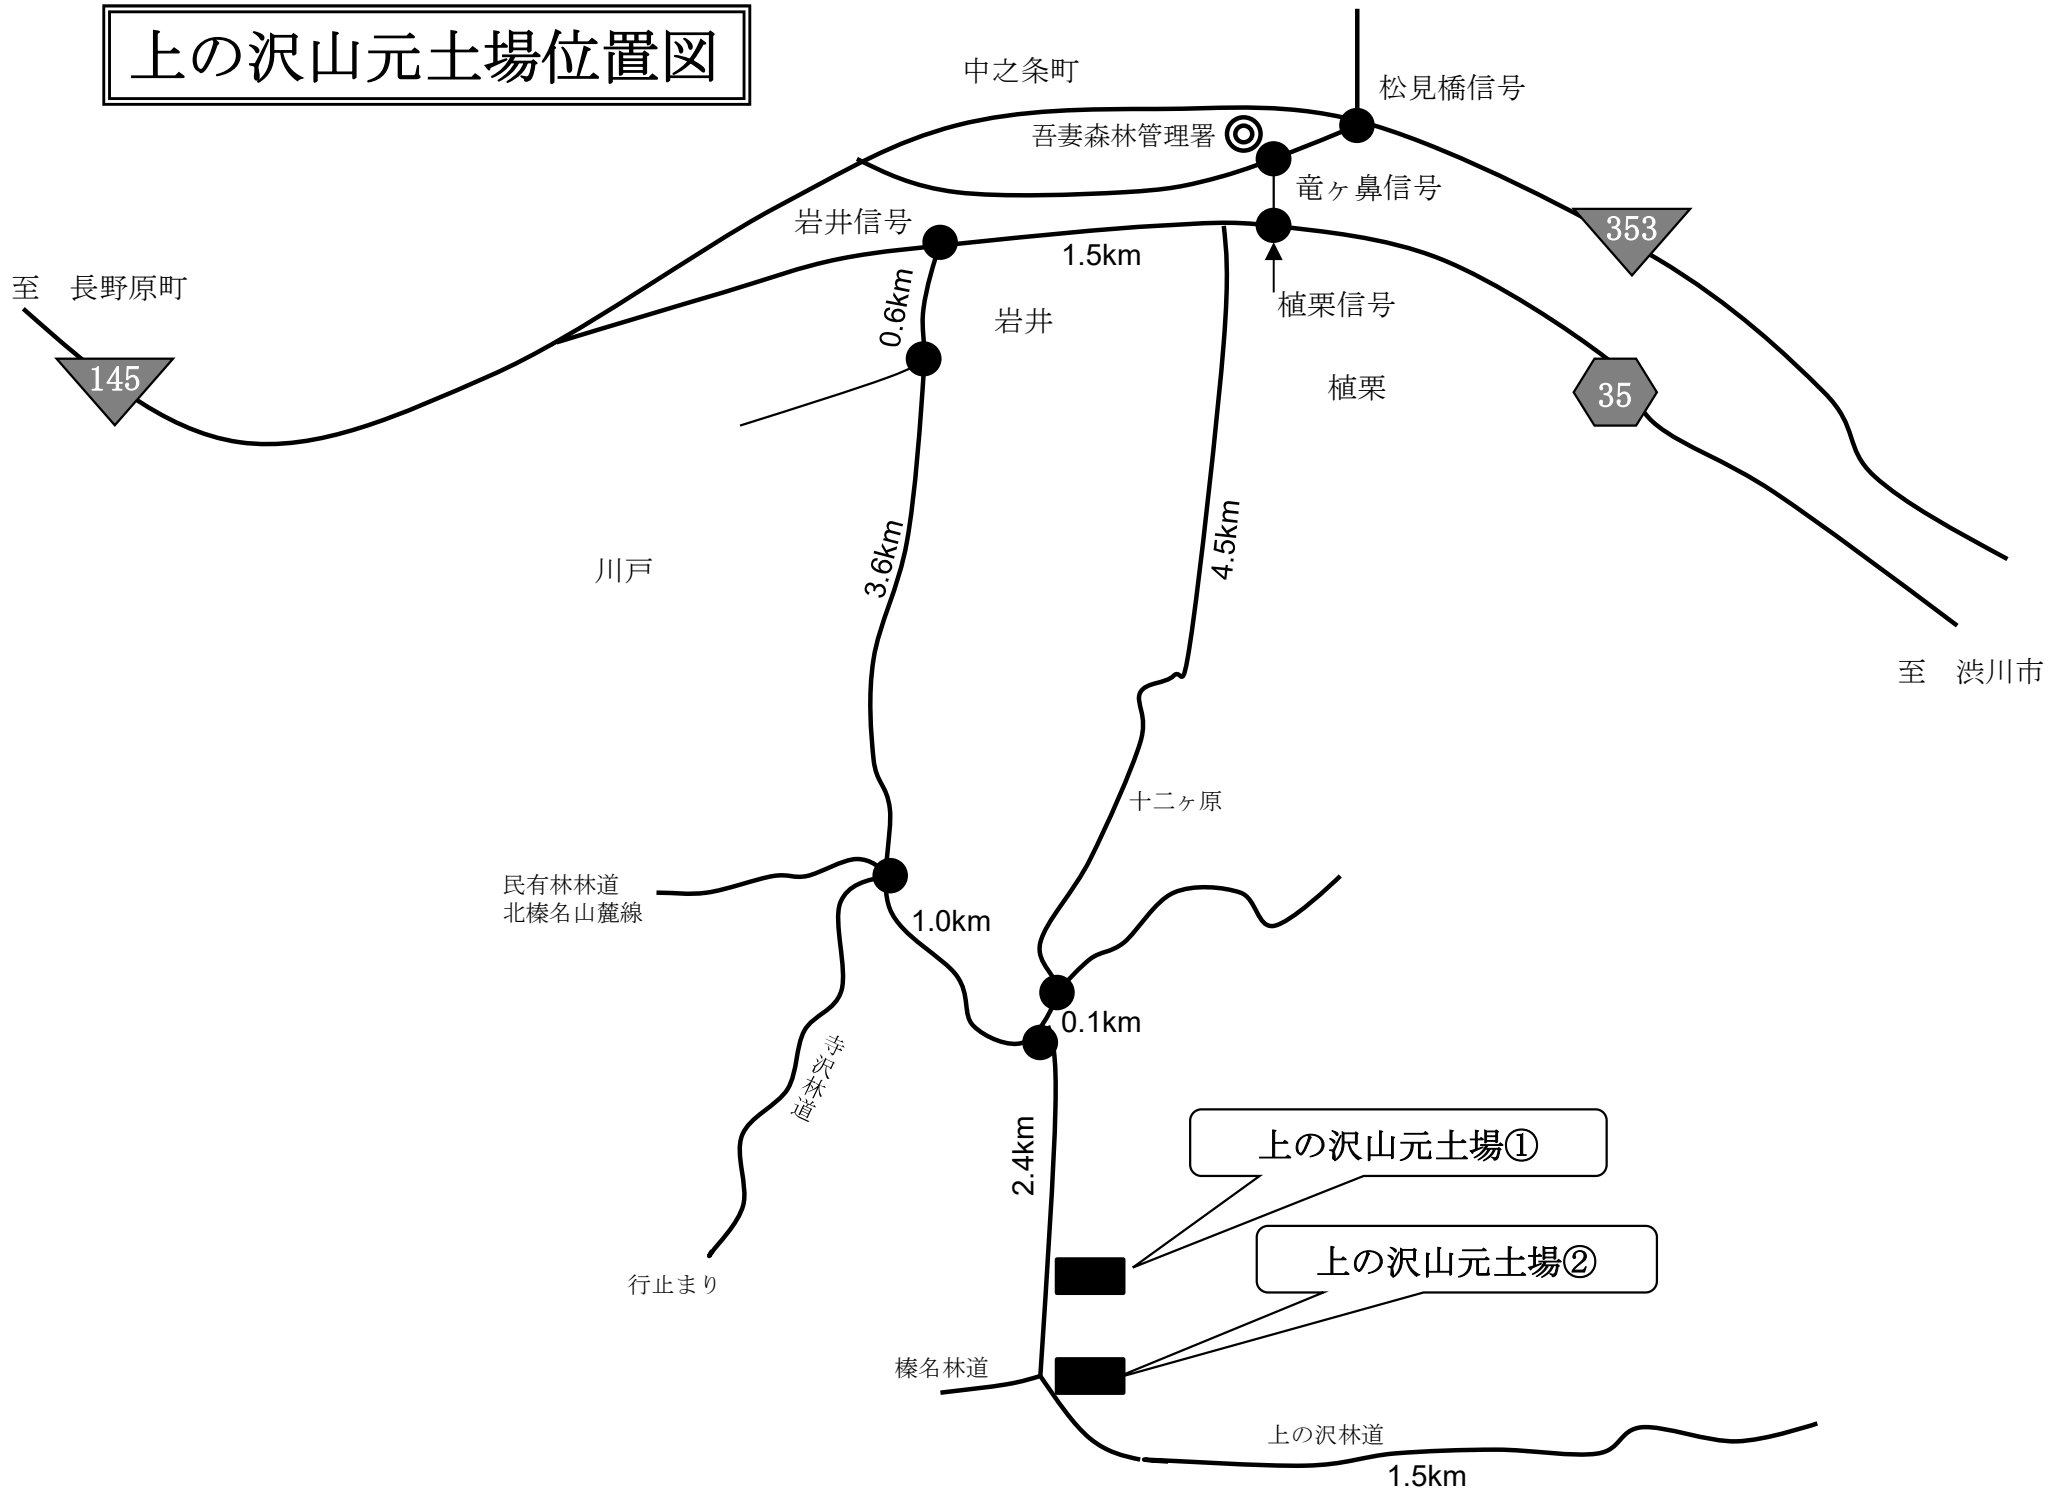 上の沢山元土場位置図
中之条町
松見橋信号
吾妻森林管理署
竜ヶ鼻信号
岩井信号
353
1.5km
至　長野原町
0.6km
植栗信号
岩井
145
植栗
35
4.5km
3.6km
川戸
至　渋川市
十二ヶ原
民有林林道
北榛名山麓線
1.0km
0.1km
寺沢林道
2.4km
上の沢山元土場①
上の沢山元土場②
行止まり
榛名林道
上の沢林道
1.5km